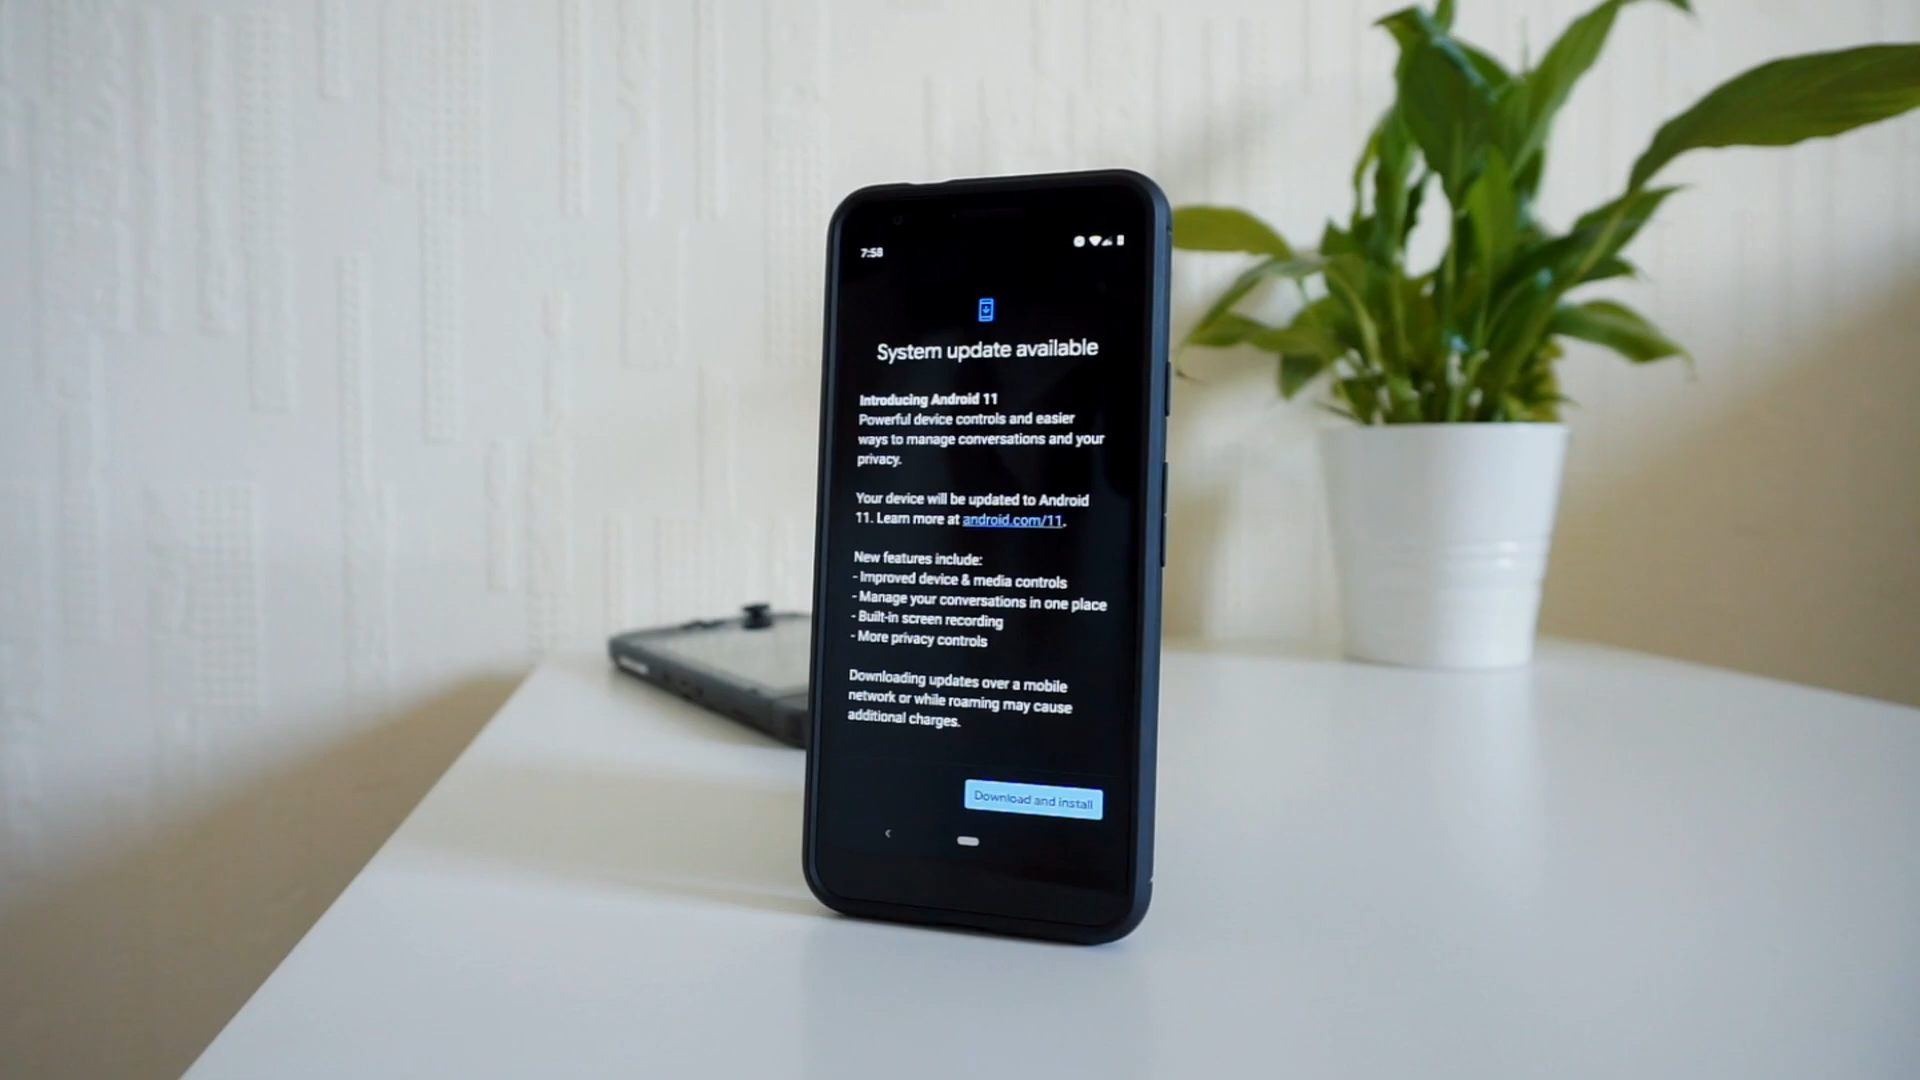 7:58
System update available
Introducing Android 11
Powerful device controls and easier
ways to manage conversations and your
privacy.
Your device will be updated to Android
11. Learn more at android.com/11.
New features include:
- Improved device & media controls
- Manage your conversations in one place
- Built-in screen recording
- More privacy controls
Downloading updates over a mobile
network or while roaming may cause
additional charges.
Download and install